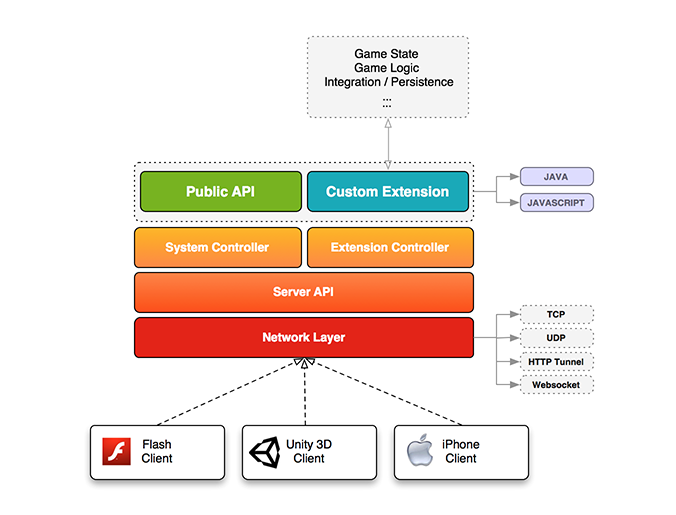 Game State
Game Logic
Integration / Persistence
:::
Public API
Custom Extension
JAVA
JAVASCRIPT
System Controller
Extension Controller
Server API
Network Layer
TCP
UDP
HTTP Tunnel
Websocket
Flash
Client
Unity 3D
Client
iPhone
Client